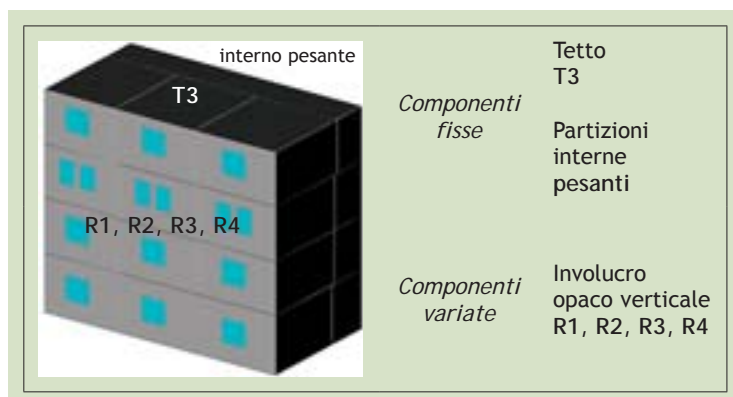 interno pesante
T3
R1, R2, R3, R4
Componenti
fisse
Tetto
T3
Partizioni
interne
pesanti
Componenti
variate
Involucro
opaco verticale
R1, R2, R3, R4